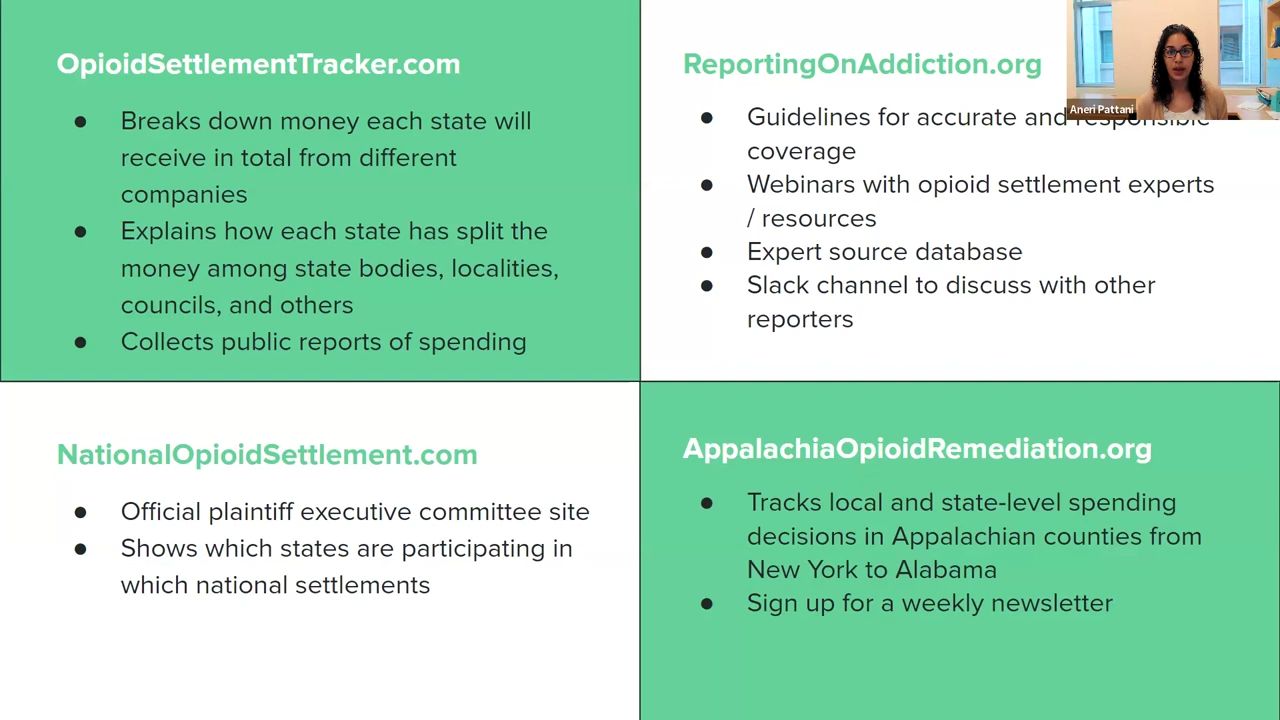 OpioidSettlementTracker.com
● Breaks down money each state will
receive in total from different
companies
● Explains how each state has split the
money among state bodies, localities,
councils, and others
● Collects public reports of spending
ReportingOnAddiction.org
● Guidelines for accurate and responsible
coverage
● Webinars with opioid settlement experts
/ resources
● Expert source database
● Slack channel to discuss with other
reporters
Aneri Pattani
NationalOpioidSettlement.com
● Official plaintiff executive committee site
● Shows which states are participating in
which national settlements
AppalachiaOpioidRemediation.org
● Tracks local and state-level spending
decisions in Appalachian counties from
New York to Alabama
● Sign up for a weekly newsletter